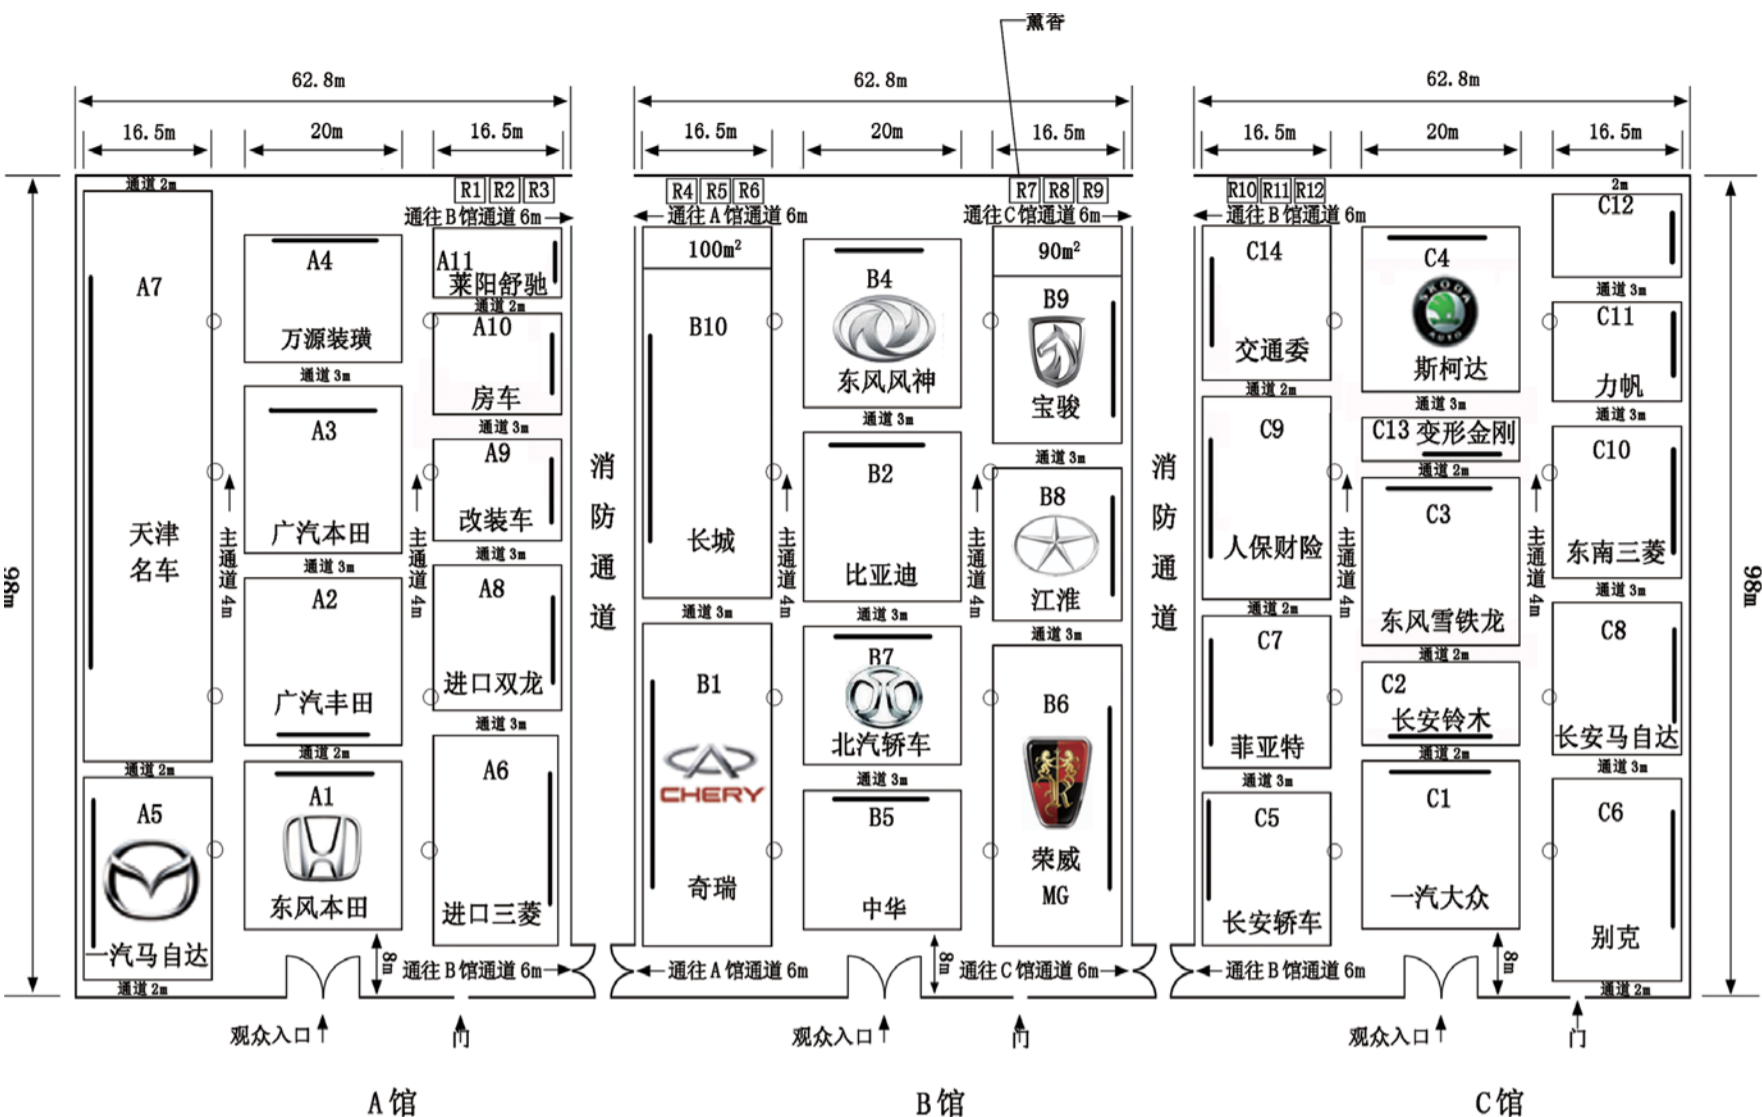 薰香
62.8m
62.8m
62.8m
16.5m
20m
16.5m
16.5m
20m
16.5m
16.5m
20m
16.5m
98m
98m
通道 2m
R1 R2 R3
通往 B 馆通道 6m
A7
天津
名车
通道 2m
A5
一汽马自达
通道 2m
主通道 4m
A4
万源装璜
通道 3m
A3
广汽本田
通道 3m
A2
广汽丰田
通道 2m
A1
东风本田
8m
主通道 4m
A11
莱阳舒驰
通道 2m
A10
房车
通道 3m
A9
改装车
通道 3m
A8
进口双龙
通道 3m
A6
进口三菱
通往 B 馆通道 6m
观众入口
门
A 馆
消防通道
R4 R5 R6
通往 A 馆通道 6m
R7 R8 R9
通往 C 馆通道 6m
100m²
B10
长城
通道 3m
B1
CHERY
奇瑞
通往 A 馆通道 6m
主通道 4m
B4
东风风神
通道 3m
B2
比亚迪
通道 3m
B7
北汽轿车
通道 3m
B5
中华
8m
主通道 4m
90m²
B9
宝骏
通道 3m
B8
江淮
通道 3m
B6
荣威
MG
通往 C 馆通道 6m
观众入口
门
B 馆
消防通道
R10 R11 R12
通往 B 馆通道 6m
C14
交通委
通道 2m
C9
人保财险
通道 2m
C7
菲亚特
通道 3m
C5
长安轿车
通往 B 馆通道 6m
主通道 4m
C4
SKODA
AUTO
斯柯达
通道 3m
C13 变形金刚
通道 2m
C3
东风雪铁龙
通道 2m
C2
长安铃木
通道 2m
C1
一汽大众
8m
主通道 4m
2m
C12
通道 3m
C11
力帆
通道 3m
C10
东南三菱
通道 3m
C8
长安马自达
通道 3m
C6
别克
通道 2m
观众入口
门
C 馆